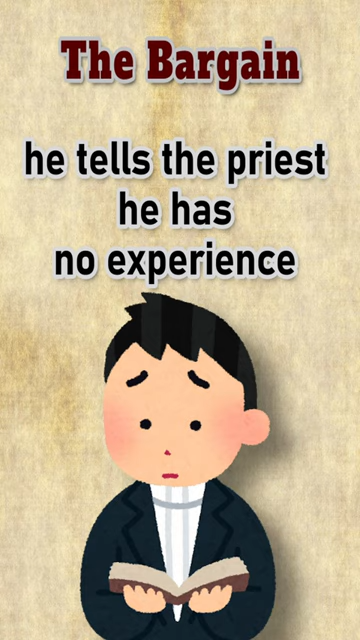 The Bargain
he tells the priest
he has
no experience